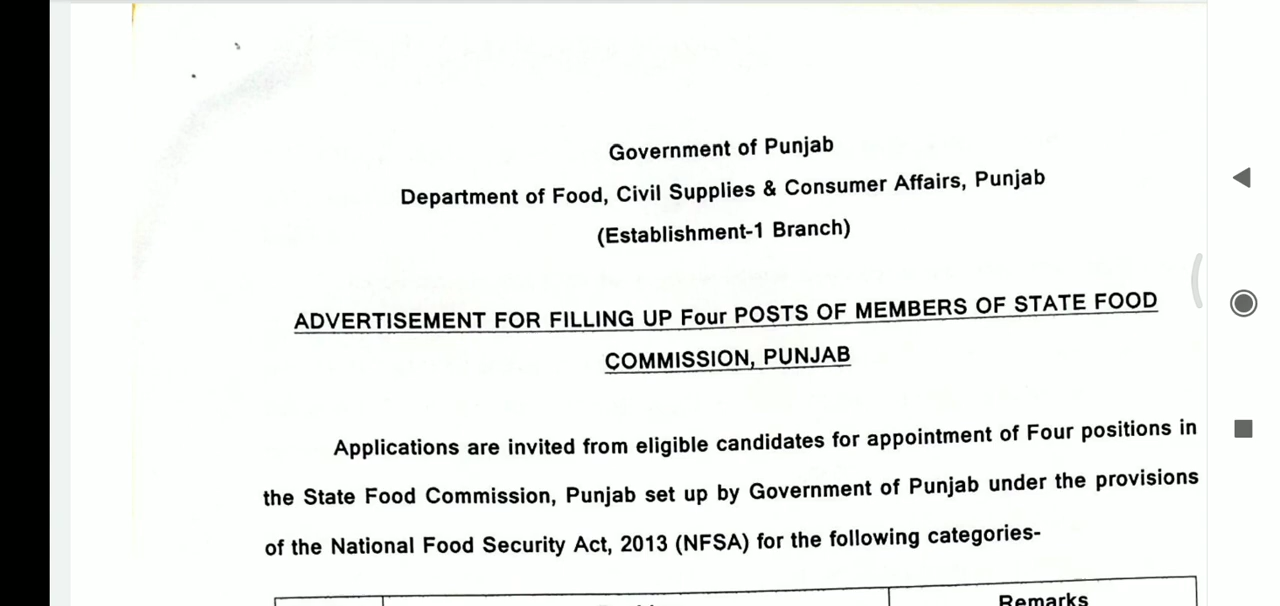 Government of Punjab
Department of Food, Civil Supplies & Consumer Affairs, Punjab
(Establishment-1 Branch)
ADVERTISEMENT FOR FILLING UP Four POSTS OF MEMBERS OF STATE FOOD
COMMISSION, PUNJAB
Applications are invited from eligible candidates for appointment of Four positions in
the State Food Commission, Punjab set up by Government of Punjab under the provisions
of the National Food Security Act, 2013 (NFSA) for the following categories-
Remarks